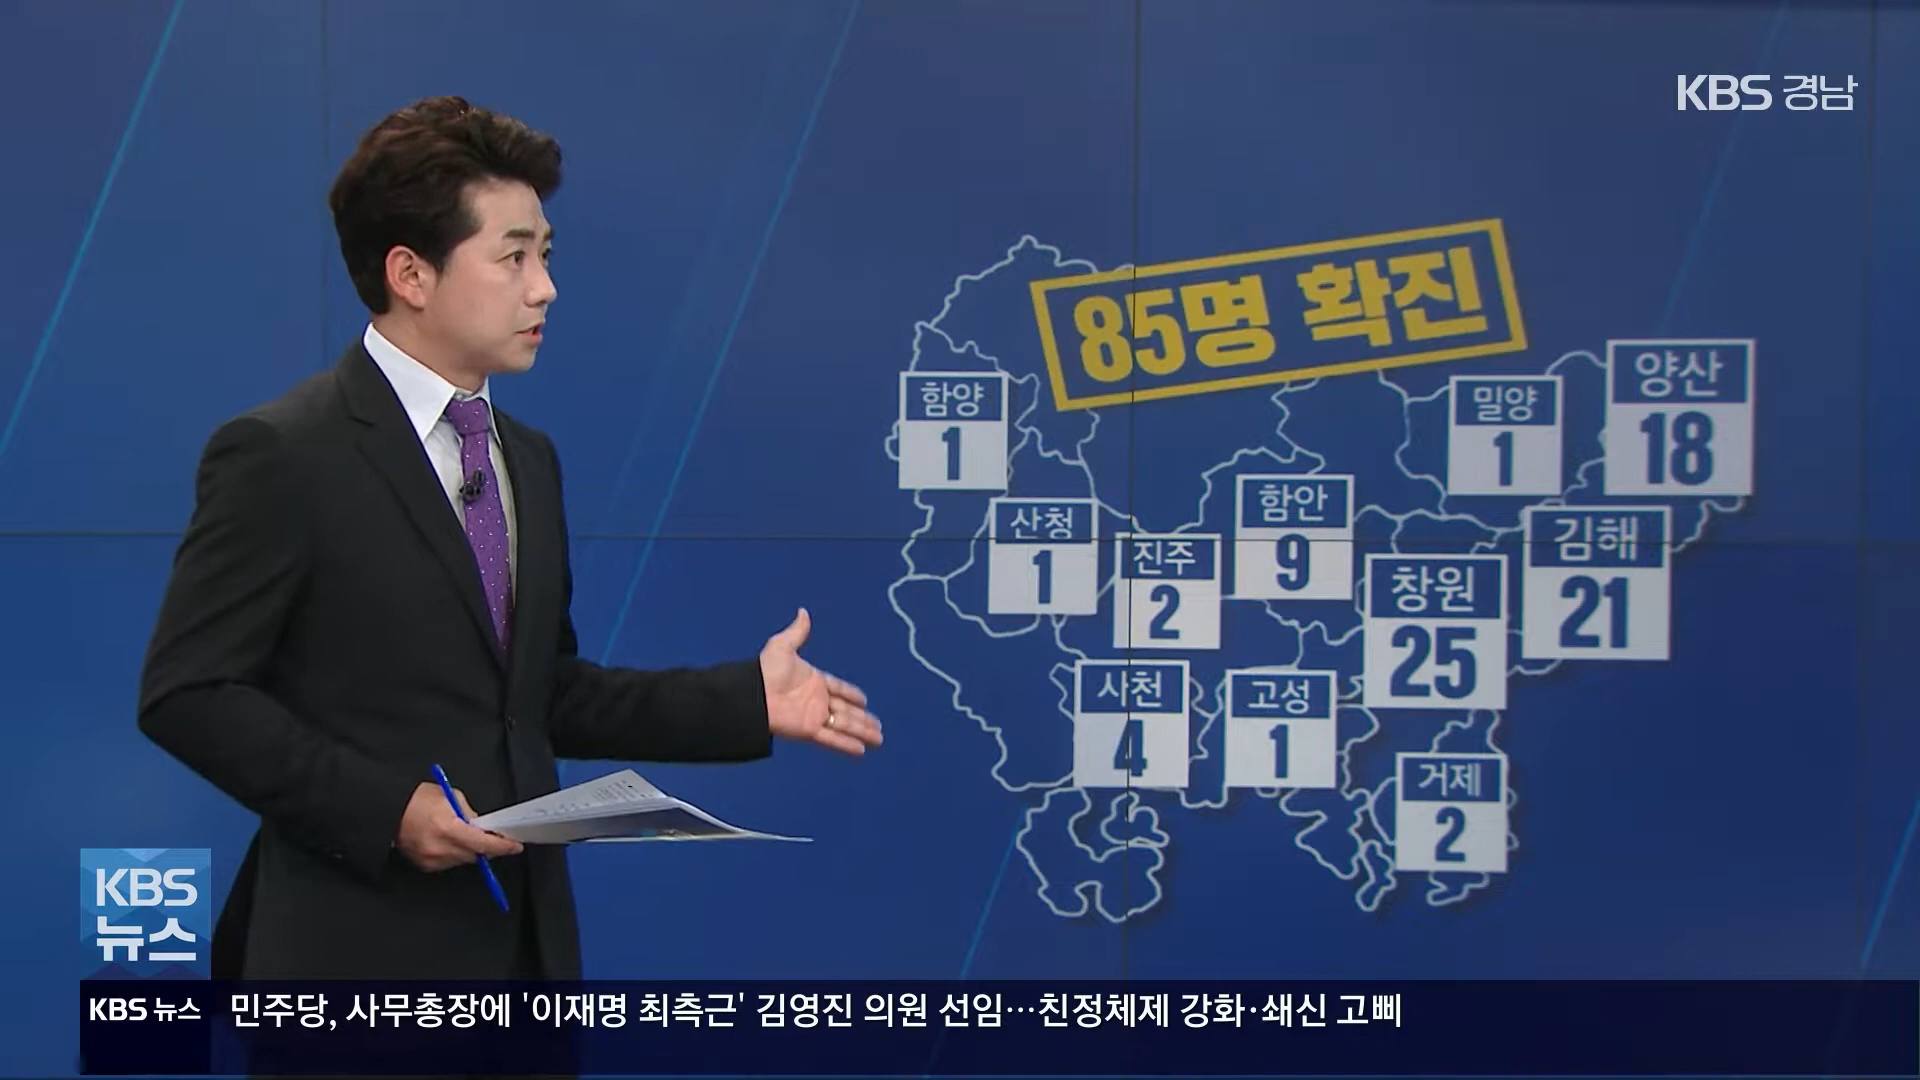 KBS 경남
85명 확진
함양
1
밀양
1
양산
18
산청
1
진주
2
함안
9
창원
25
김해
21
사천
4
고성
1
거제
2
KBS
뉴스
KBS 뉴스 민주당, 사무총장에 '이재명 최측근' 김영진 의원 선임…친정체제 강화·쇄신 고삐